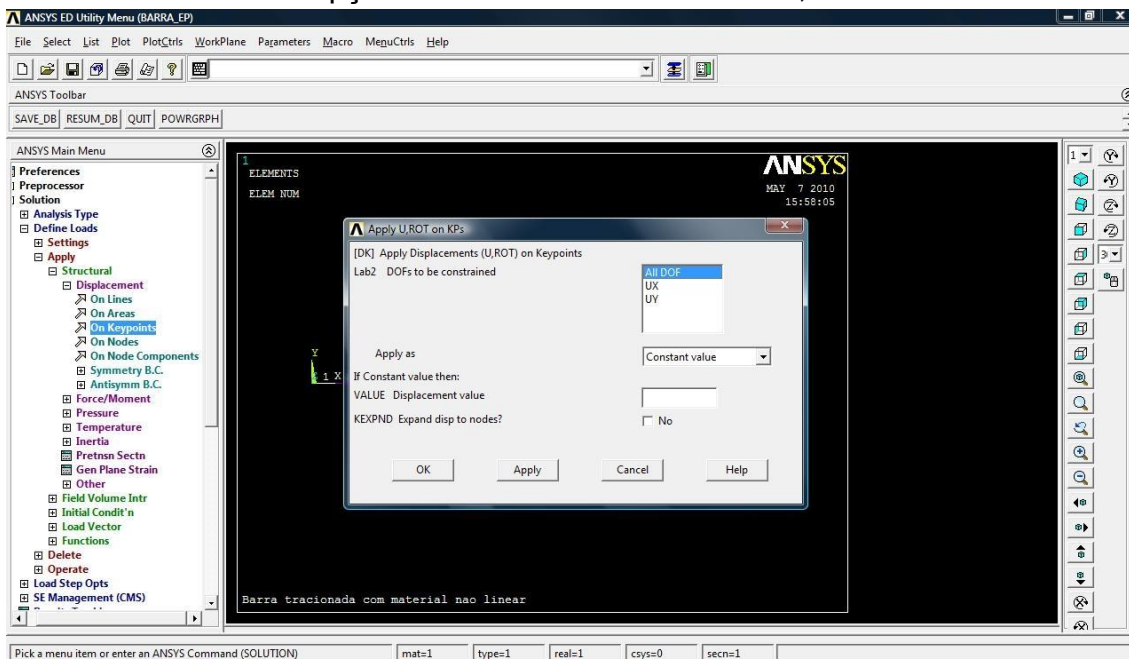 ANSYS ED Utility Menu (BARRA_EP)
File Select List Plot PlotCtrls WorkPlane Parameters Macro MenuCtrls Help
ANSYS Toolbar
SAVE_DB RESUM_DB QUIT POWRGRPH
ANSYS Main Menu
Preferences
Preprocessor
Solution
Analysis Type
Define Loads
Settings
Apply
Structural
Displacement
On Lines
On Areas
On Keypoints
On Nodes
On Node Components
Symmetry B.C.
Antisymm B.C.
Force/Moment
Pressure
Temperature
Inertia
Pretnsn Sectn
Gen Plane Strain
Other
Field Volume Intr
Initial Condit'n
Load Vector
Functions
Delete
Operate
Load Step Opts
SE Management (CMS)
1
ELEMENTS
ELEM NUM
ANSYS
MAY 7 2010
15:58:05
Y
1 X
Apply U,ROT on KPs
[DK] Apply Displacements (U,ROT) on Keypoints
Lab2 DOFs to be constrained
All DOF
UX
UY
Apply as
Constant value
If Constant value then:
VALUE Displacement value
KEXPND Expand disp to nodes?
No
OK Apply Cancel Help
Barra tracionada com material nao linear
1
3
Pick a menu item or enter an ANSYS Command (SOLUTION) mat=1 type=1 real=1 csys=0 secn=1